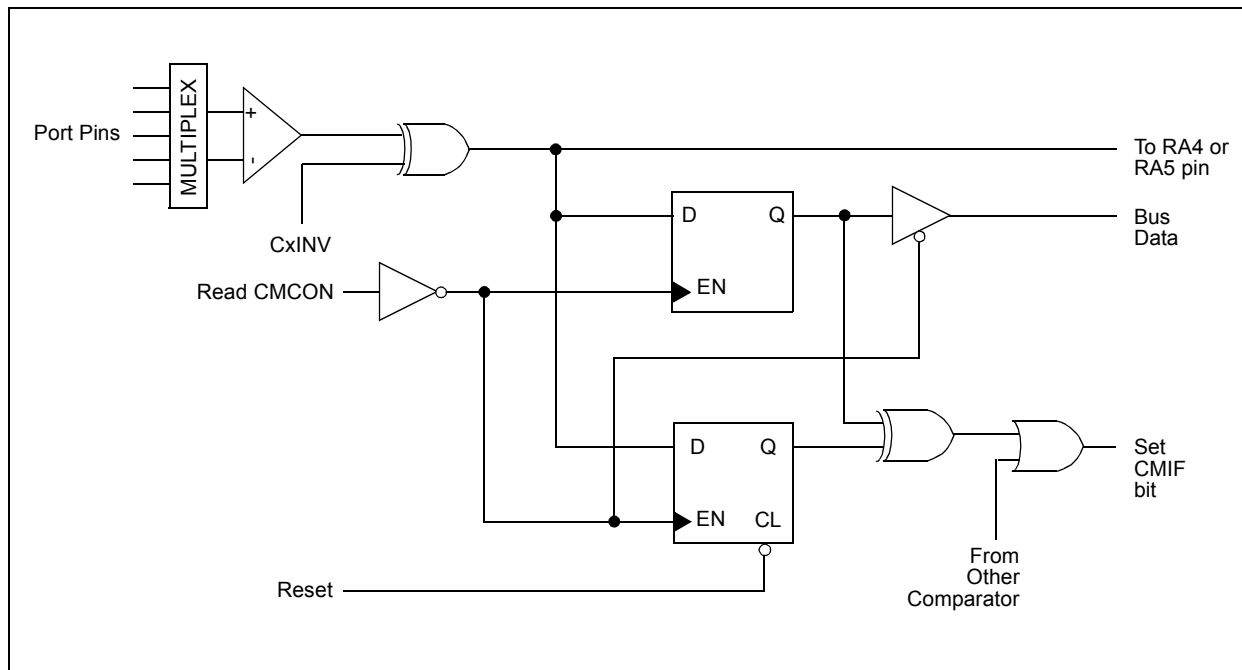 MULTIPLEX
+
-
Port Pins
CxINV
To RA4 or
RA5 pin
D
Q
EN
Bus
Data
Read CMCON
D
Q
EN
CL
Set
CMIF
bit
From
Other
Comparator
Reset